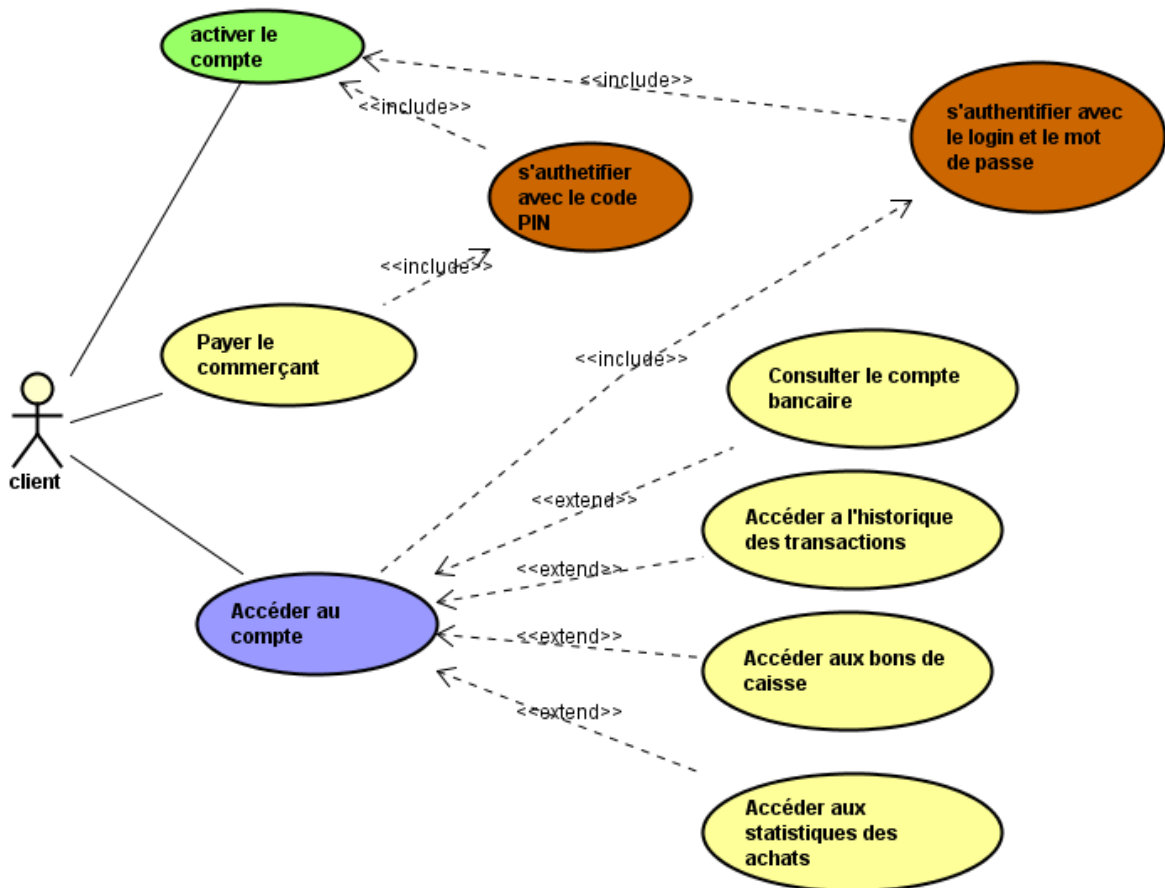 activer le
compte
<<include>>
<<include>>
s'authentifier avec
le login et le mot
de passe
s'authetifier
avec le code
PIN
<<include>>
Payer le
commerçant
<<include>>
client
Consulter le compte
bancaire
<<extend>>
Accéder a l'historique
des transactions
<<extend>>
Accéder au
compte
<<extend>>
Accéder aux bons de
caisse
<<extend>>
Accéder aux
statistiques des
achats